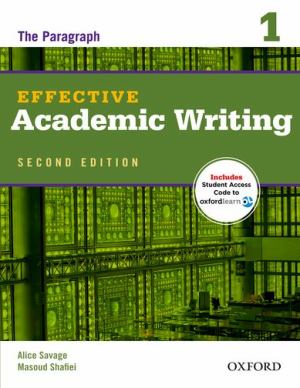 The Paragraph 1
EFFECTIVE
Academic Writing
SECOND EDITION
Includes
Student Access
Code to
oxfordlearn
Alice Savage
Masoud Shafiei
OXFORD